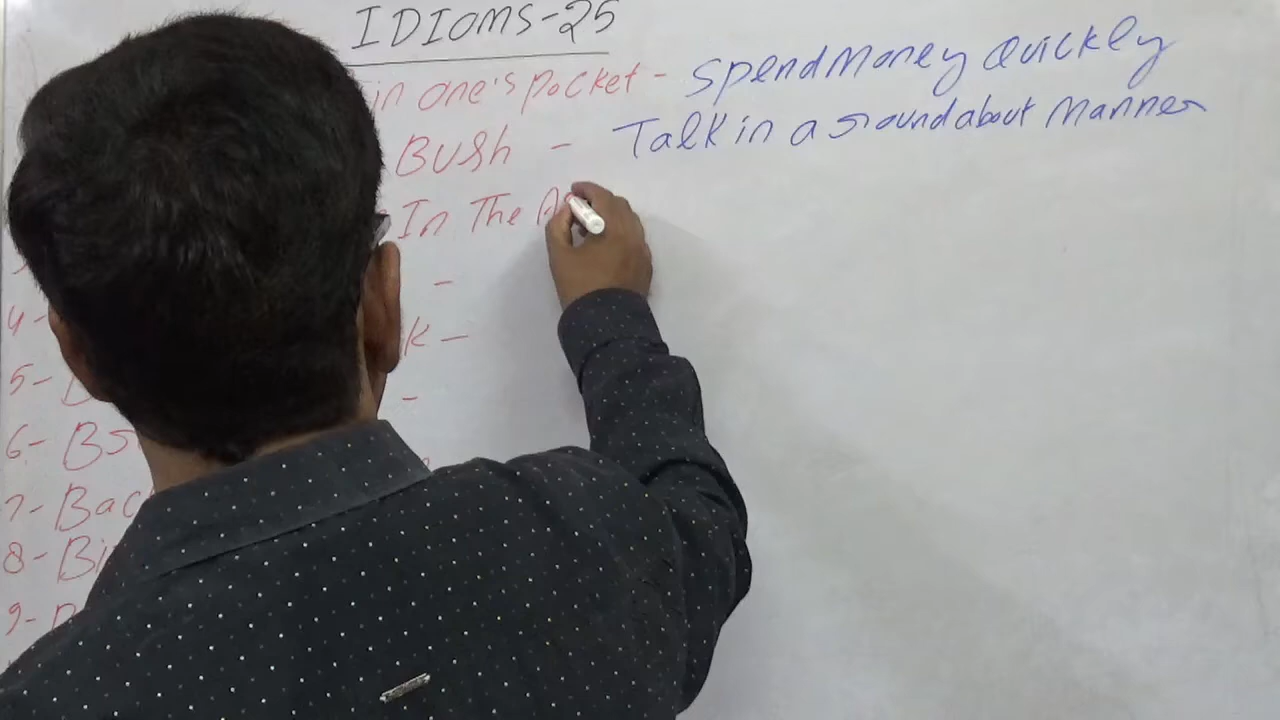 IDIOMS-25
in one's pocket - Spend Money Quickly
Bush - Talk in a roundabout Manner
In The
4-
K -
5-
6- Br
7- Bac
8- Bi
9-